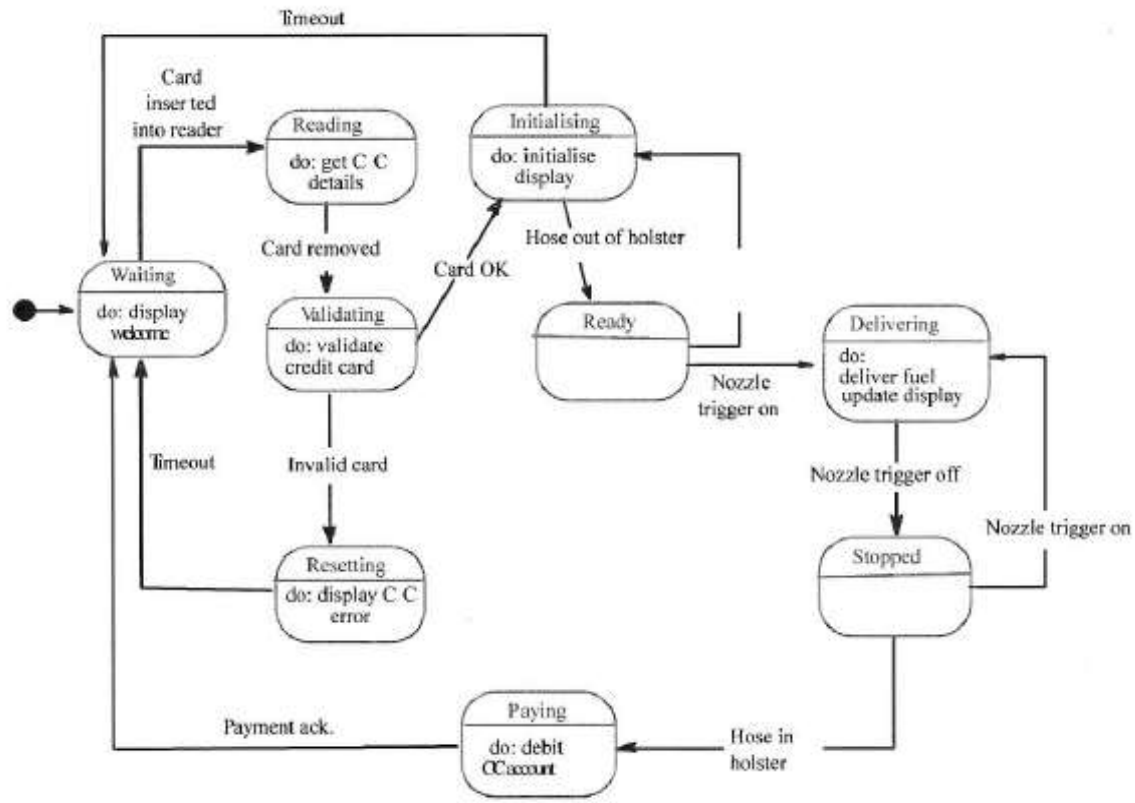 Timeout
Card
inserted
into reader
Reading
do: get C C
details
Initialising
do: initialise
display
Card removed
Hose out of holster
Card OK
Waiting
do: display
welcome
Validating
do: validate
credit card
Ready
Delivering
do:
deliver fuel
update display
Nozzle
trigger on
Timeout
Invalid card
Nozzle trigger off
Nozzle trigger on
Resetting
do: display C C
error
Stopped
Paying
do: debit
CC account
Payment ack.
Hose in
holster